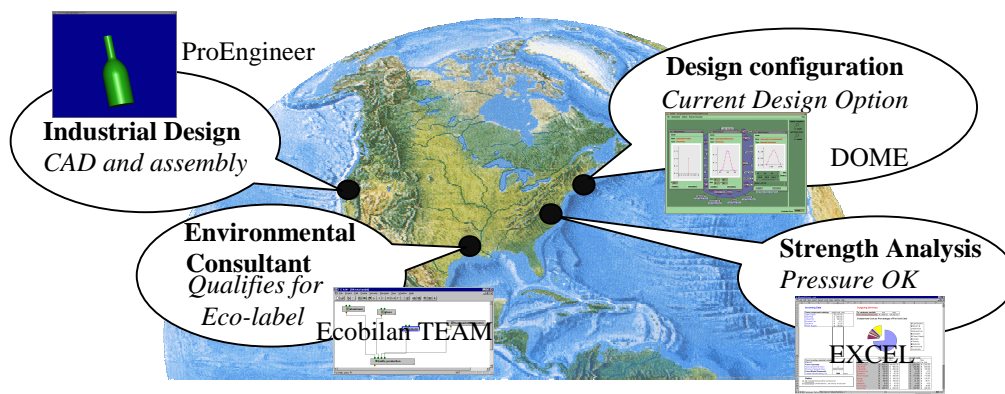 ProEngineer
Industrial Design
CAD and assembly
Design configuration
Current Design Option
DOME
Environmental
Consultant
Qualifies for
Eco-label
Ecobilan TEAM
Strength Analysis
Pressure OK
EXCEL